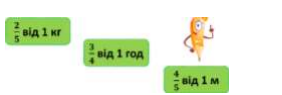 2/5 від 1 кг
3/4 від 1 год
4/5 від 1 м